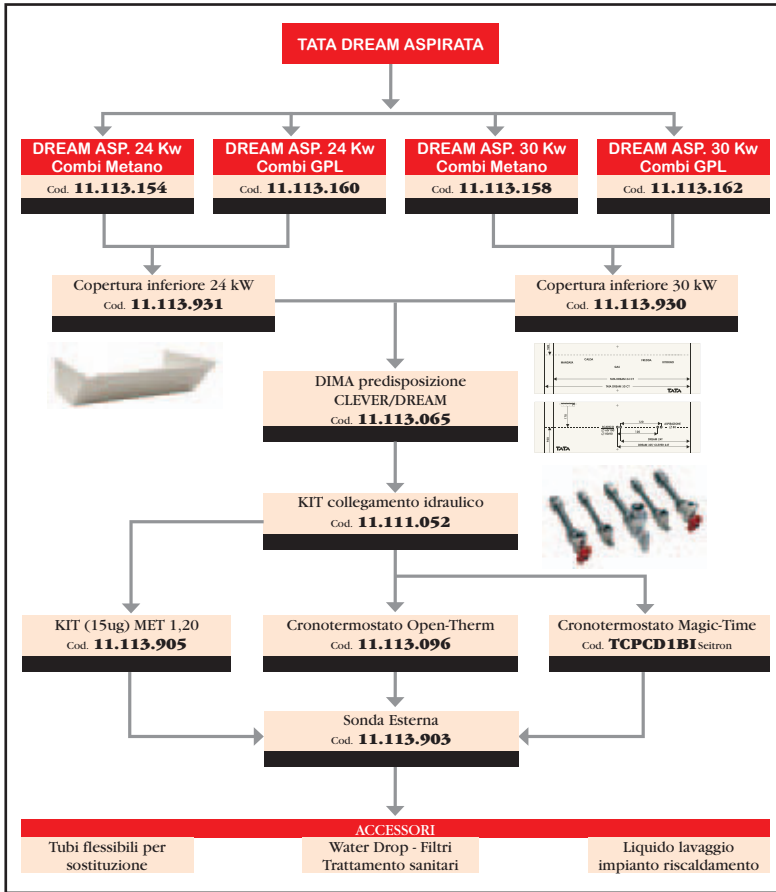 TATA DREAM ASPIRATA
DREAM ASP. 24 Kw
Combi Metano
Cod. 11.113.154
DREAM ASP. 24 Kw
Combi GPL
Cod. 11.113.160
DREAM ASP. 30 Kw
Combi Metano
Cod. 11.113.158
DREAM ASP. 30 Kw
Combi GPL
Cod. 11.113.162
Copertura inferiore 24 kW
Cod. 11.113.931
Copertura inferiore 30 kW
Cod. 11.113.930
DIMA predisposizione
CLEVER/DREAM
Cod. 11.113.065
TATA
TATA
KIT collegamento idraulico
Cod. 11.111.052
KIT (15ug) MET 1,20
Cod. 11.113.905
Cronotermostato Open-Therm
Cod. 11.113.096
Cronotermostato Magic-Time
Cod. TCPCD1BI Seitron
Sonda Esterna
Cod. 11.113.903
ACCESSORI
Tubi flessibili per
sostituzione
Water Drop - Filtri
Trattamento sanitari
Liquido lavaggio
impianto riscaldamento